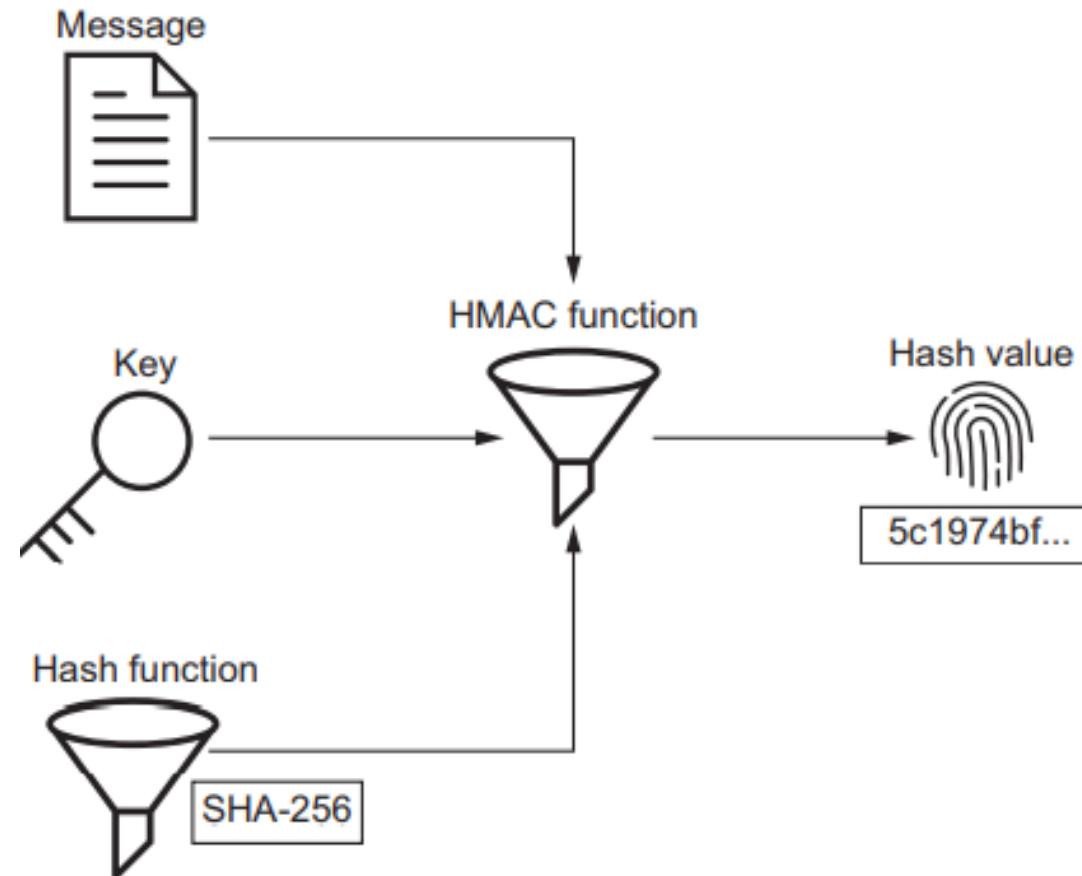 Message
HMAC function
Key
Hash value
5c1974bf...
Hash function
SHA-256